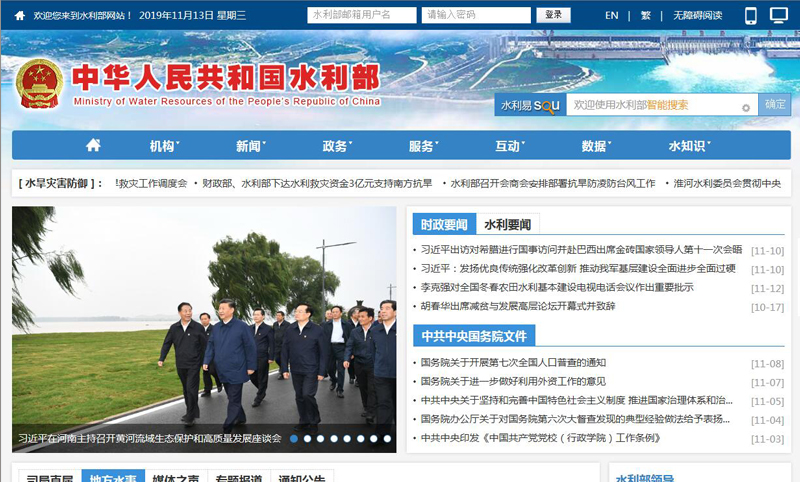 欢迎您来到水利部网站！ 2019年11月13日 星期三
水利部邮箱用户名
请输入密码
登录
EN | 繁 | 无障碍阅读
中华人民共和国水利部
Ministry of Water Resources of the People's Republic of China
水利易SOU
欢迎使用水利部智能搜索
确定
机构 新闻 政务 服务 互动 数据 水知识
[ 水旱灾害防御 ]： 救灾工作调度会 • 财政部、水利部下达水利救灾资金3亿元支持南方抗旱 • 水利部召开会商会安排部署抗旱防凌防台风工作 • 淮河水利委员会贯彻中央
习近平在河南主持召开黄河流域生态保护和高质量发展座谈会
时政要闻 水利要闻
• 习近平出访对希腊进行国事访问并赴巴西出席金砖国家领导人第十一次会晤 [11-10]
• 习近平：发扬优良传统强化改革创新 推动我军基层建设全面进步全面过硬 [11-10]
• 李克强对全国冬春农田水利基本建设电视电话会议作出重要批示 [11-12]
• 胡春华出席减贫与发展高层论坛开幕式并致辞 [10-17]
中共中央国务院文件
• 国务院关于开展第七次全国人口普查的通知 [11-08]
• 国务院关于进一步做好利用外资工作的意见 [11-07]
• 中共中央关于坚持和完善中国特色社会主义制度 推进国家治理体系和治... [11-05]
• 国务院办公厅关于对国务院第六次大督查发现的典型经验做法给予表扬... [11-04]
• 中共中央印发《中国共产党党校（行政学院）工作条例》 [11-03]
司局直属 地方水事 媒体之声 专题报道 通知公告
水利部领导